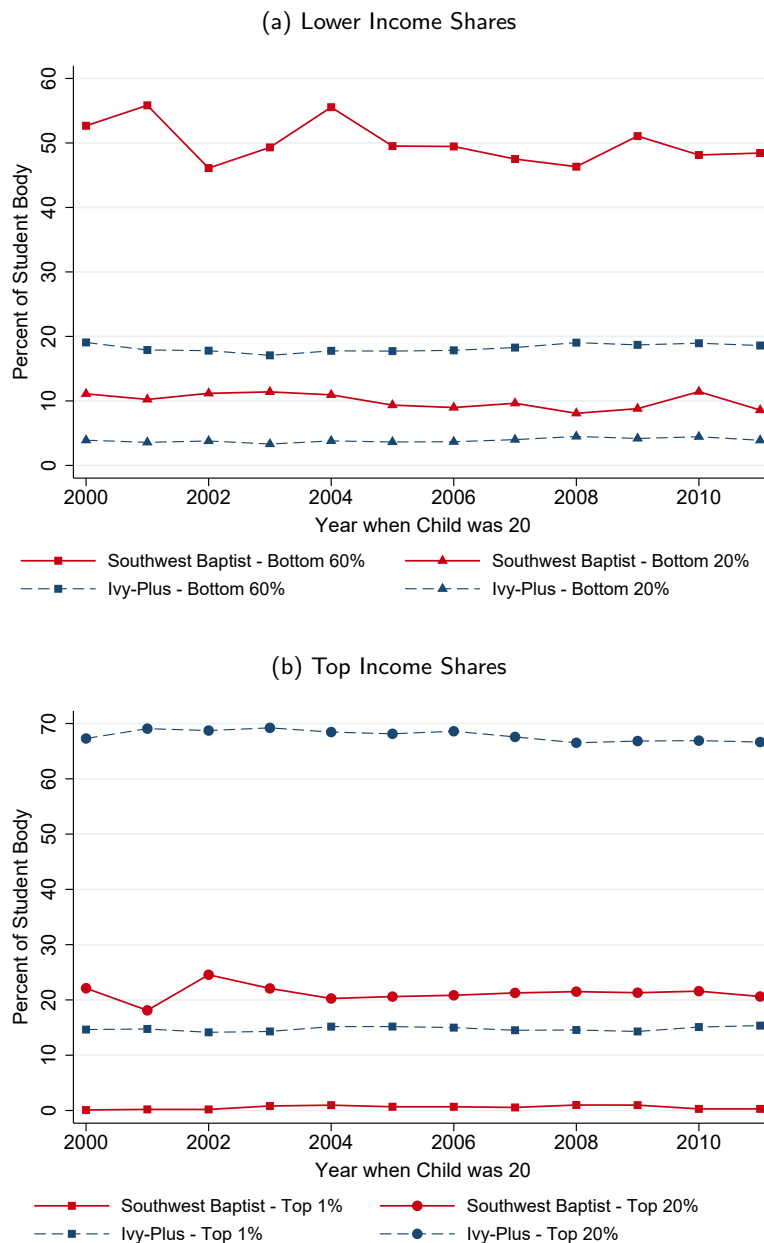 (a) Lower Income Shares
Percent of Student Body
60
50
40
30
20
10
0
2000 2002 2004 2006 2008 2010
Year when Child was 20
Southwest Baptist - Bottom 60% Southwest Baptist - Bottom 20%
Ivy-Plus - Bottom 60% Ivy-Plus - Bottom 20%
(b) Top Income Shares
Percent of Student Body
70
60
50
40
30
20
10
0
2000 2002 2004 2006 2008 2010
Year when Child was 20
Southwest Baptist - Top 1% Southwest Baptist - Top 20%
Ivy-Plus - Top 1% Ivy-Plus - Top 20%